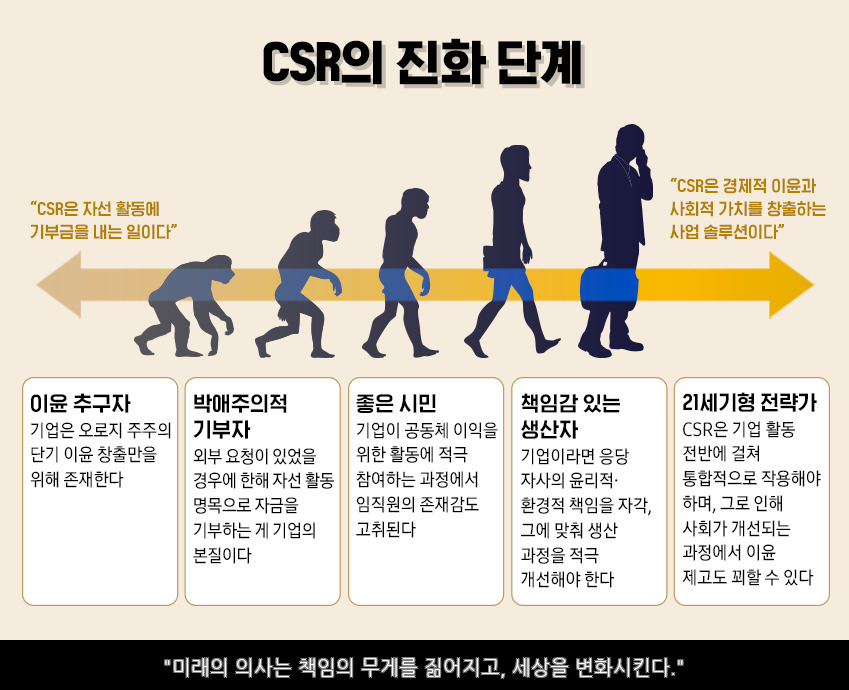 CSR의 진화 단계
“CSR은 자선 활동에
기부금을 내는 일이다”
“CSR은 경제적 이윤과
사회적 가치를 창출하는
사업 솔루션이다”
이윤 추구자
기업은 오로지 주주의
단기 이윤 창출만을
위해 존재한다
박애주의적
기부자
외부 요청이 있었을
경우에 한해 자선 활동
명목으로 자금을
기부하는 게 기업의
본질이다
좋은 시민
기업이 공동체 이익을
위한 활동에 적극
참여하는 과정에서
임직원의 존재감도
고취된다
책임감 있는
생산자
기업이라면 응당
자사의 윤리적·
환경적 책임을 자각,
그에 맞춰 생산
과정을 적극
개선해야 한다
21세기형 전략가
CSR은 기업 활동
전반에 걸쳐
통합적으로 작용해야
하며, 그로 인해
사회가 개선되는
과정에서 이윤
제고도 꾀할 수 있다
"미래의 의사는 책임의 무게를 짊어지고, 세상을 변화시킨다."